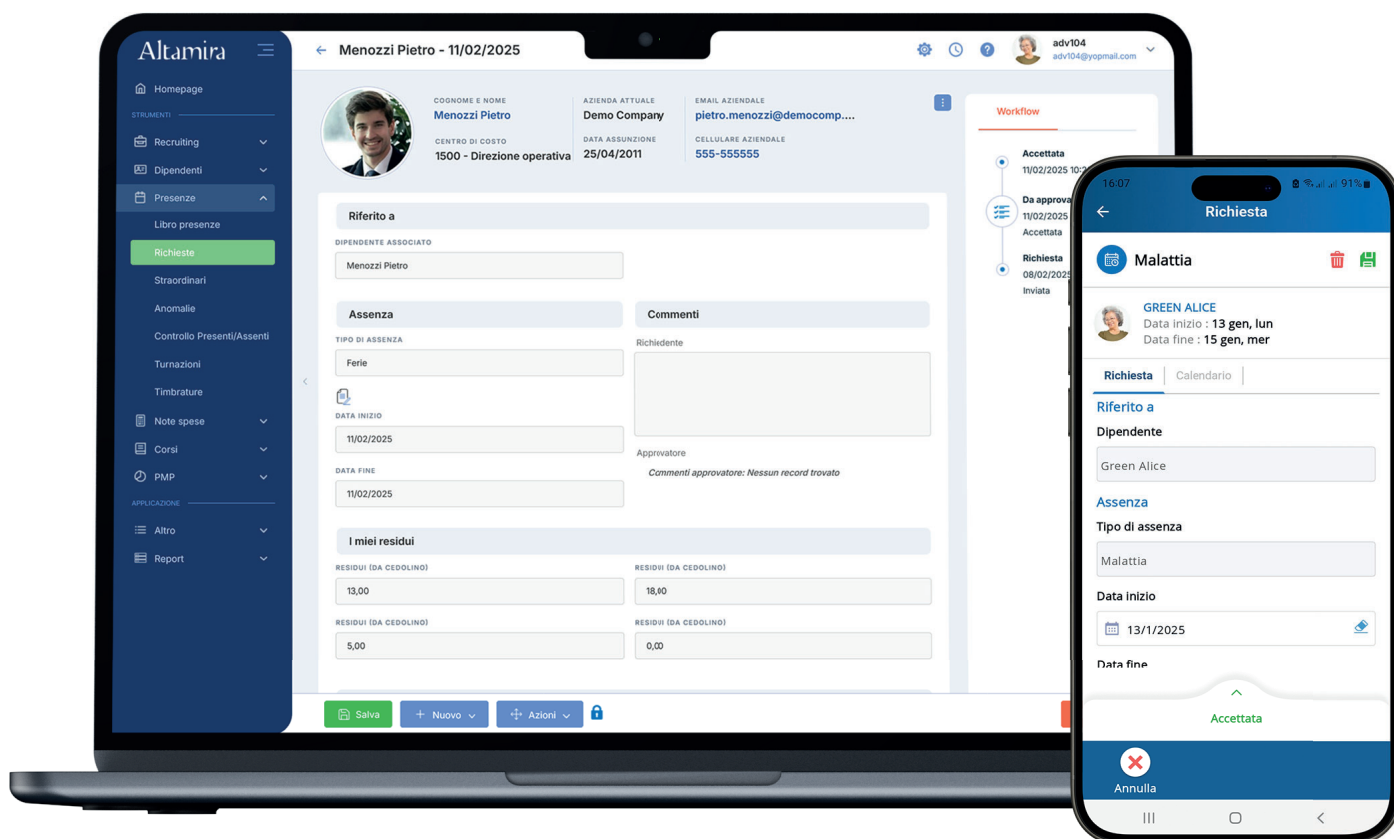 Altamira
Homepage
STRUMENTI
Recruiting
Dipendenti
Presenze
Libro presenze
Richieste
Straordinari
Anomalie
Controllo Presenti/Assenti
Turnazioni
Timbrature
Note spese
Corsi
PMP
APPLICAZIONE
Altro
Report
Menozzi Pietro - 11/02/2025
adv104
adv104@yopmail.com
COGNOME E NOME
Menozzi Pietro
AZIENDA ATTUALE
Demo Company
EMAIL AZIENDALE
pietro.menozzi@democomp....
CENTRO DI COSTO
1500 - Direzione operativa
DATA ASSUNZIONE
25/04/2011
CELLULARE AZIENDALE
555-555555
Riferito a
DIPENDENTE ASSOCIATO
Menozzi Pietro
Assenza
TIPO DI ASSENZA
Ferie
DATA INIZIO
11/02/2025
DATA FINE
11/02/2025
Commenti
Richiedente
Approvatore
Commenti approvatore: Nessun record trovato
I miei residui
RESIDUI (DA CEDOLINO)
13,00
RESIDUI (DA CEDOLINO)
18,00
RESIDUI (DA CEDOLINO)
5,00
RESIDUI (DA CEDOLINO)
0,00
Salva
Nuovo
Azioni
Workflow
Accettata
11/02/2025 10:2
Da approva
11/02/2025
Accettata
Richiesta
08/02/2025
Inviata
16:07
91%
Richiesta
Malattia
GREEN ALICE
Data inizio : 13 gen, lun
Data fine : 15 gen, mer
Richiesta
Calendario
Riferito a
Dipendente
Green Alice
Assenza
Tipo di assenza
Malattia
Data inizio
13/1/2025
Data fine
Accettata
Annulla